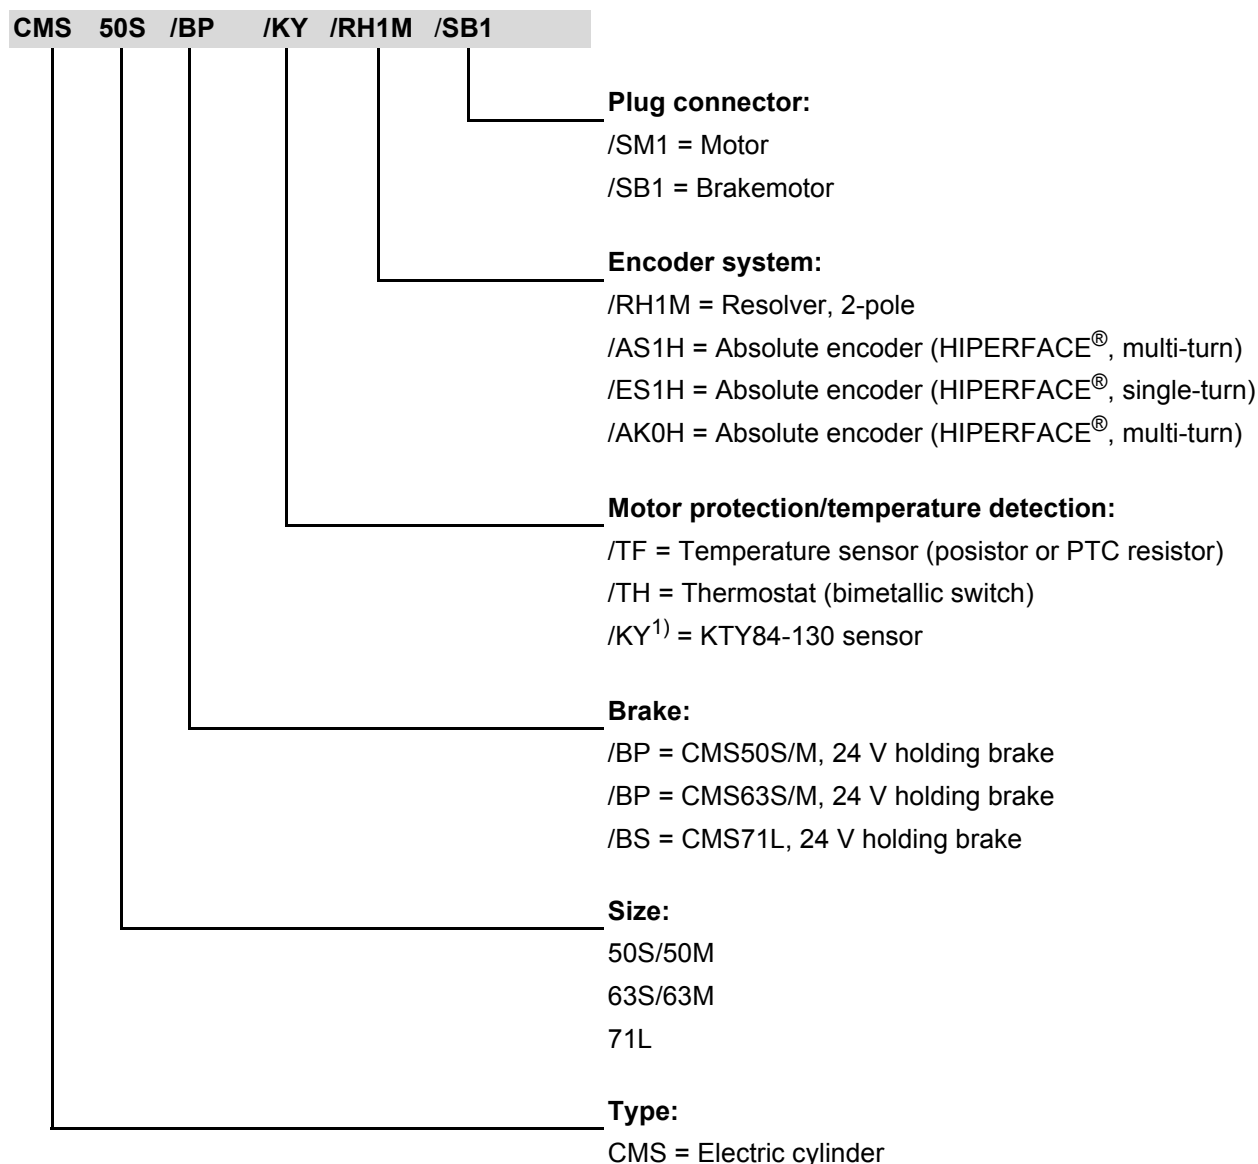 CMS 50S /BP /KY /RH1M /SB1
Plug connector:
/SM1 = Motor
/SB1 = Brakemotor
Encoder system:
/RH1M = Resolver, 2-pole
/AS1H = Absolute encoder (HIPERFACE®, multi-turn)
/ES1H = Absolute encoder (HIPERFACE®, single-turn)
/AK0H = Absolute encoder (HIPERFACE®, multi-turn)
Motor protection/temperature detection:
/TF = Temperature sensor (posistor or PTC resistor)
/TH = Thermostat (bimetallic switch)
/KY1) = KTY84-130 sensor
Brake:
/BP = CMS50S/M, 24 V holding brake
/BP = CMS63S/M, 24 V holding brake
/BS = CMS71L, 24 V holding brake
Size:
50S/50M
63S/63M
71L
Type:
CMS = Electric cylinder